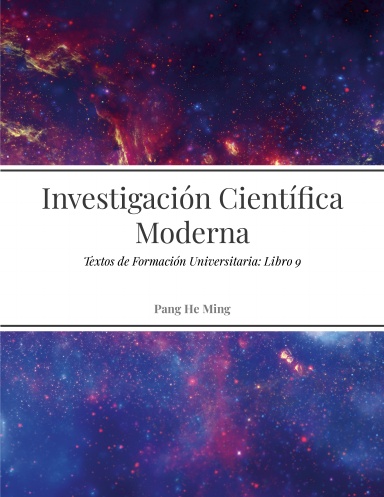 Investigación Científica
Moderna
Textos de Formación Universitaria: Libro 9
Pang He Ming